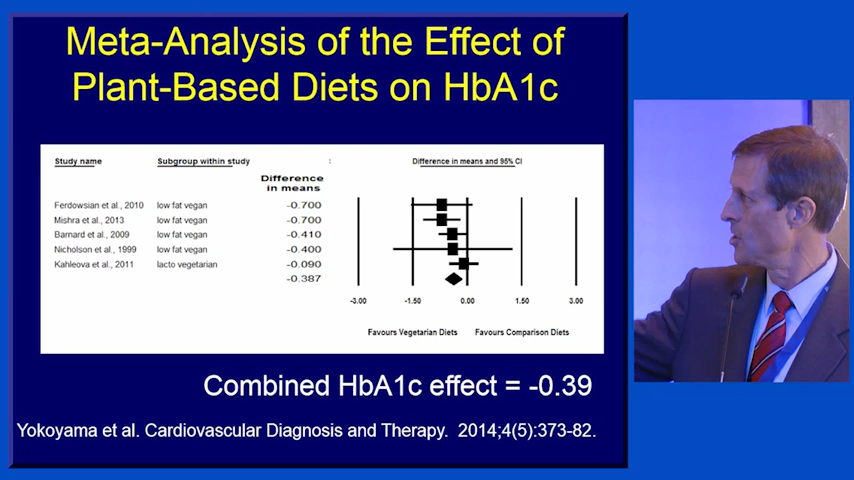 Meta-Analysis of the Effect of
Plant-Based Diets on HbA1c
Study name Subgroup within study Difference in means and 95% CI
Difference
in means
Ferdowsian et al., 2010 low fat vegan -0.700
Mishra et al., 2013 low fat vegan -0.700
Barnard et al., 2009 low fat vegan -0.410
Nicholson et al., 1999 low fat vegan -0.400
Kahleova et al., 2011 lacto vegetarian -0.090
-0.387
-3.00 -1.50 0.00 1.50 3.00
Favours Vegetarian Diets Favours Comparison Diets
Combined HbA1c effect = -0.39
Yokoyama et al. Cardiovascular Diagnosis and Therapy. 2014;4(5):373-82.